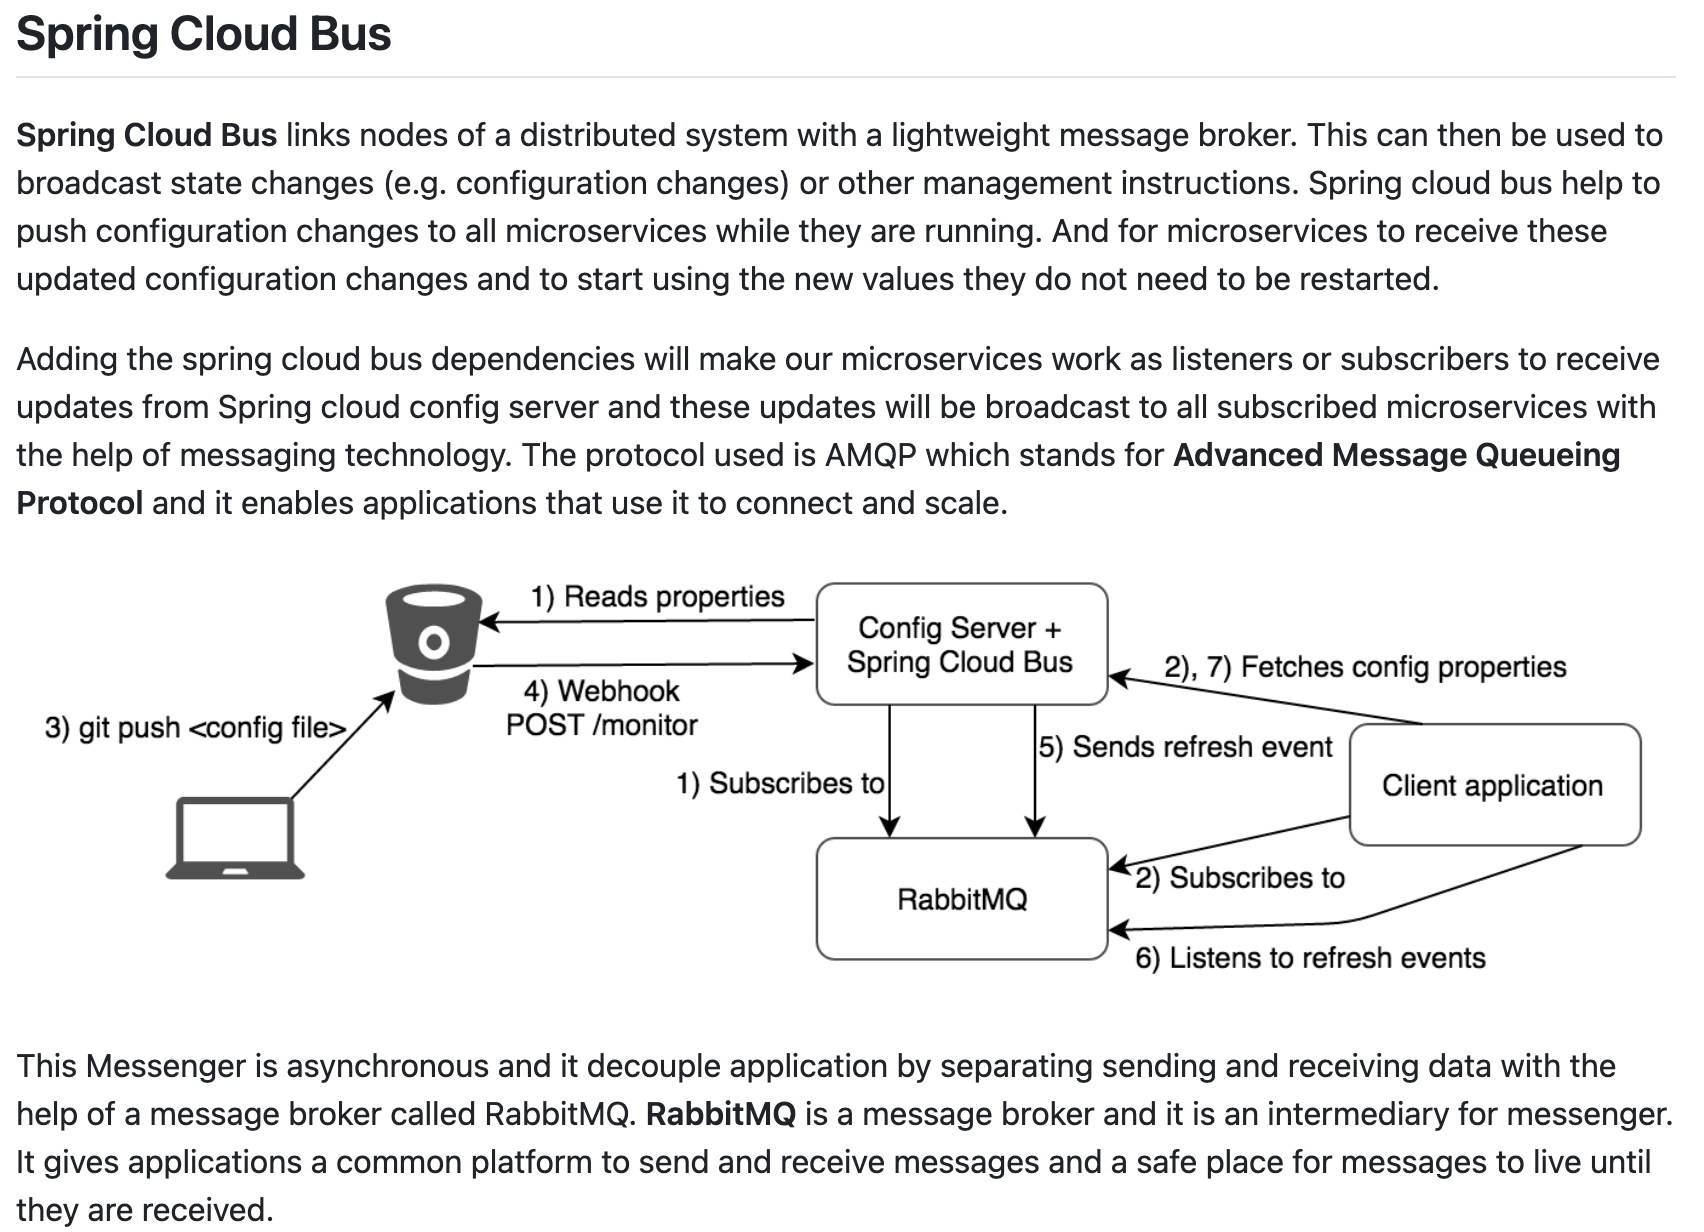 Spring Cloud Bus
Spring Cloud Bus links nodes of a distributed system with a lightweight message broker. This can then be used to
broadcast state changes (e.g. configuration changes) or other management instructions. Spring cloud bus help to
push configuration changes to all microservices while they are running. And for microservices to receive these
updated configuration changes and to start using the new values they do not need to be restarted.
Adding the spring cloud bus dependencies will make our microservices work as listeners or subscribers to receive
updates from Spring cloud config server and these updates will be broadcast to all subscribed microservices with
the help of messaging technology. The protocol used is AMQP which stands for Advanced Message Queueing
Protocol and it enables applications that use it to connect and scale.
1) Reads properties
Config Server +
Spring Cloud Bus
2), 7) Fetches config properties
4) Webhook
POST /monitor
3) git push <config file>
5) Sends refresh event
1) Subscribes to
Client application
2) Subscribes to
RabbitMQ
6) Listens to refresh events
This Messenger is asynchronous and it decouple application by separating sending and receiving data with the
help of a message broker called RabbitMQ. RabbitMQ is a message broker and it is an intermediary for messenger.
It gives applications a common platform to send and receive messages and a safe place for messages to live until
they are received.